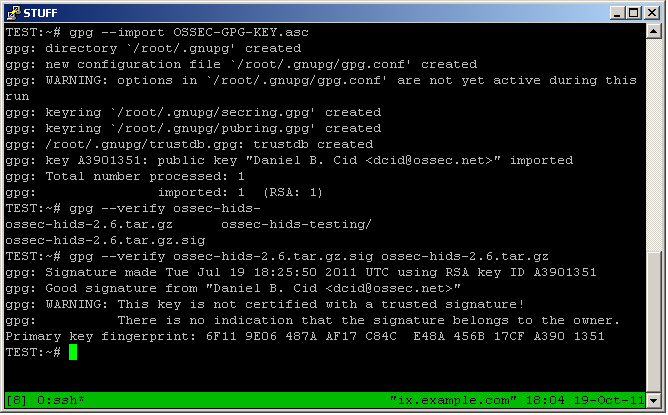 STUFF
TEST:~# gpg --import OSSEC-GPG-KEY.asc
gpg: directory `/root/.gnupg' created
gpg: new configuration file `/root/.gnupg/gpg.conf' created
gpg: WARNING: options in `/root/.gnupg/gpg.conf' are not yet active during this
run
gpg: keyring `/root/.gnupg/secring.gpg' created
gpg: keyring `/root/.gnupg/pubring.gpg' created
gpg: /root/.gnupg/trustdb.gpg: trustdb created
gpg: key A3901351: public key "Daniel B. Cid <dcid@ossec.net>" imported
gpg: Total number processed: 1
gpg:               imported: 1  (RSA: 1)
TEST:~# gpg --verify ossec-hids-
ossec-hids-2.6.tar.gz      ossec-hids-testing/
ossec-hids-2.6.tar.gz.sig
TEST:~# gpg --verify ossec-hids-2.6.tar.gz.sig ossec-hids-2.6.tar.gz
gpg: Signature made Tue Jul 19 18:25:50 2011 UTC using RSA key ID A3901351
gpg: Good signature from "Daniel B. Cid <dcid@ossec.net>"
gpg: WARNING: This key is not certified with a trusted signature!
gpg:          There is no indication that the signature belongs to the owner.
Primary key fingerprint: 6F11 9E06 487A AF17 C84C  E48A 456B 17CF A390 1351
TEST:~#
[8] 0:ssh* "ix.example.com" 18:04 19-Oct-11